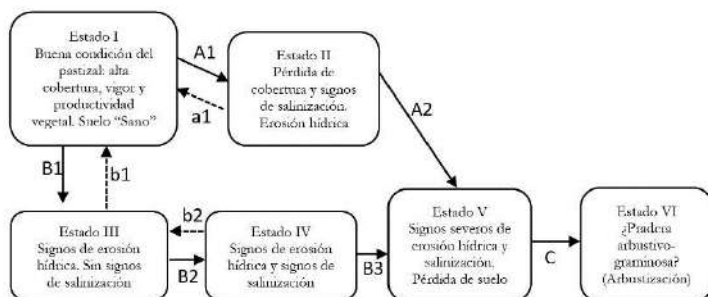 Estado I
Buena condición del
pastizal: alta
cobertura, vigor y
productividad
vegetal. Suelo “Sano”
A1
a1
Estado II
Pérdida de
cobertura y signos
de salinización.
Erosión hídrica
A2
B1
b1
Estado III
Signos de erosión
hídrica. Sin signos
de salinización
b2
B2
Estado IV
Signos de erosión
hídrica y signos de
salinización
B3
Estado V
Signos severos de
erosión hídrica y
salinización.
Pérdida de suelo
C
Estado VI
¿Pradera
arbustivo-
graminosa?
(Arbustización)